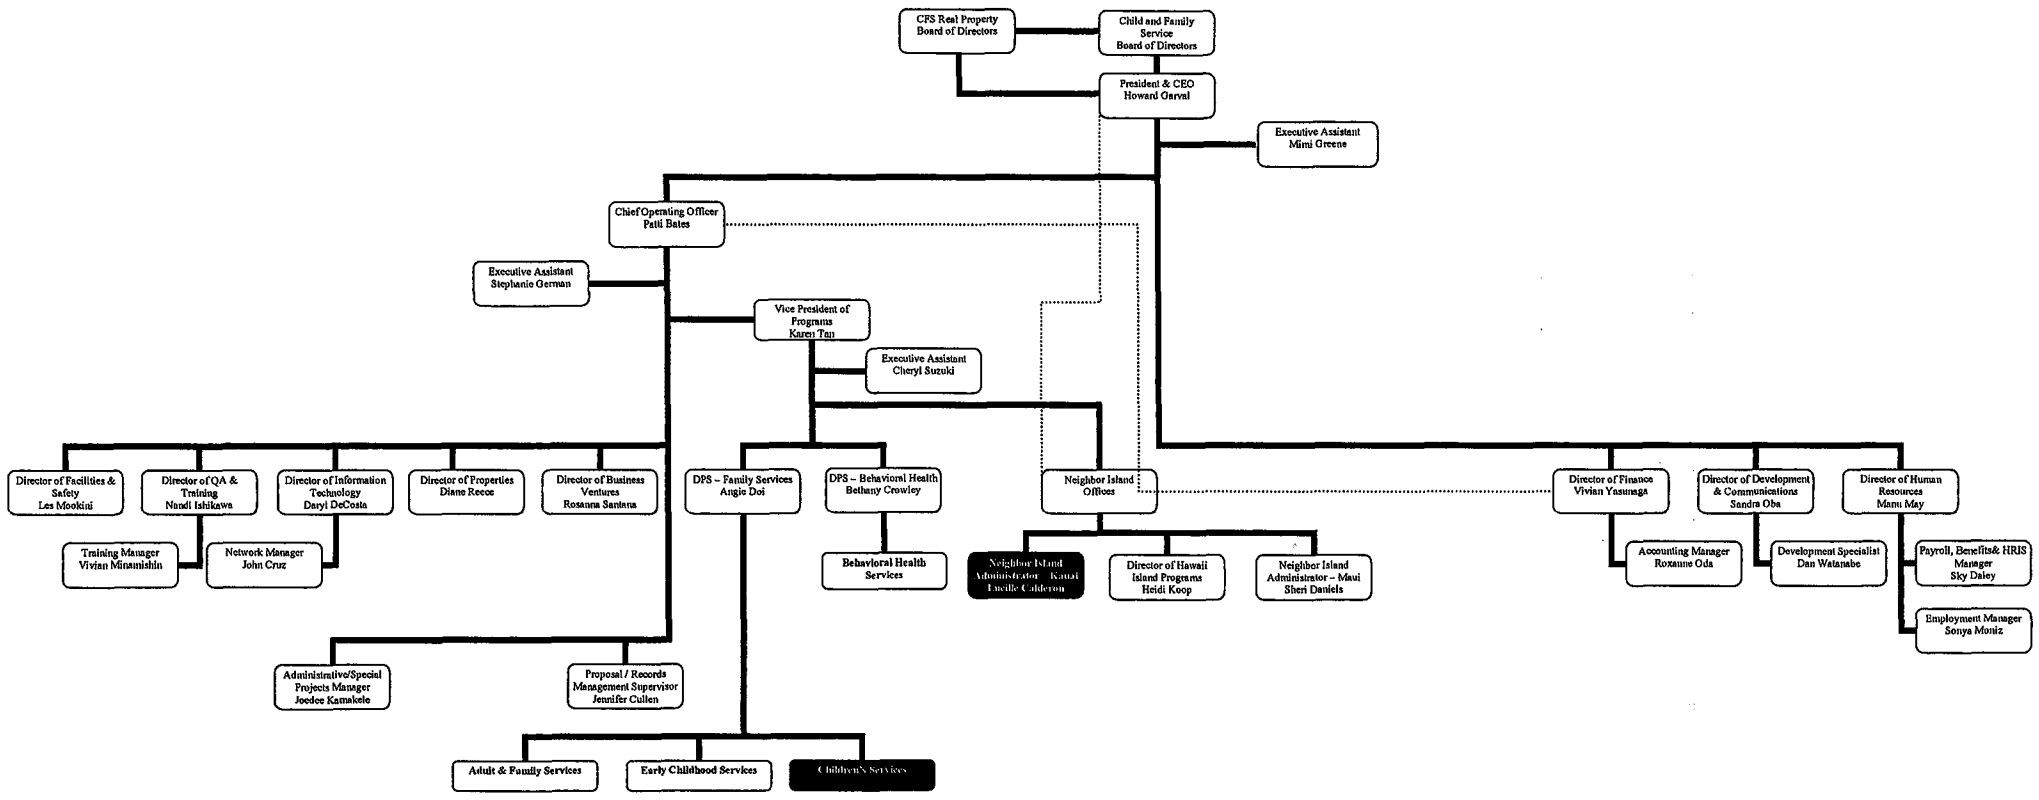 CFS Real Property
Board of Directors
Child and Family
Service
Board of Directors
President & CEO
Howard Garval
Executive Assistant
Mimi Greene
Chief Operating Officer
Patti Bates
Executive Assistant
Stephanie German
Vice President of
Programs
Karen Tan
Executive Assistant
Cheryl Suzuki
Director of Facilities &
Safety
Les Mookini
Director of QA &
Training
Nandi Ishikawa
Director of Information
Technology
Daryl DeCosta
Director of Properties
Diane Reece
Director of Business
Ventures
Rosanna Santana
DPS – Family Services
Angie Doi
DPS – Behavioral Health
Bethany Crowley
Neighbor Island
Offices
Director of Finance
Vivian Yasunaga
Director of Development
& Communications
Sandra Oba
Director of Human
Resources
Manu May
Training Manager
Vivian Minamishin
Network Manager
John Cruz
Behavioral Health
Services
Neighbor Island
Administrator – Kauai
Lucille Calderon
Director of Hawaii
Island Programs
Heidi Koop
Neighbor Island
Administrator – Maui
Sheri Daniels
Accounting Manager
Roxanne Oda
Development Specialist
Dan Watanabe
Payroll, Benefits& HRIS
Manager
Sky Daley
Employment Manager
Sonya Moniz
Administrative/Special
Projects Manager
Joedee Kamakele
Proposal / Records
Management Supervisor
Jennifer Cullen
Adult & Family Services
Early Childhood Services
Children's Services